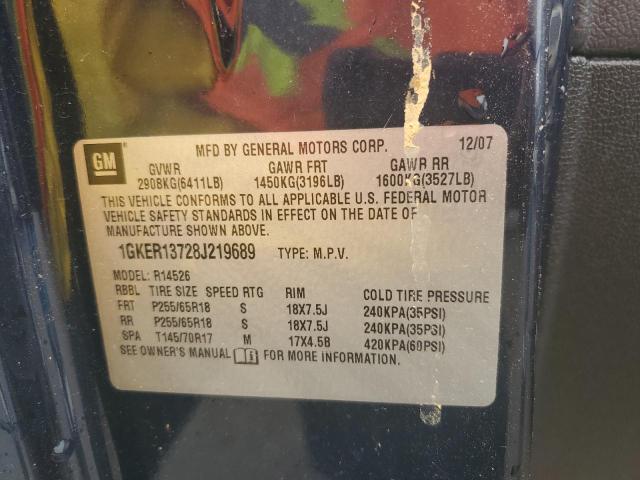 GM
MFD BY GENERAL MOTORS CORP. 12/07
GVWR GAWR FRT GAWR RR
2908KG(6411LB) 1450KG(3196LB) 1600KG(3527LB)
THIS VEHICLE CONFORMS TO ALL APPLICABLE U.S. FEDERAL MOTOR
VEHICLE SAFETY STANDARDS IN EFFECT ON THE DATE OF
MANUFACTURE SHOWN ABOVE.
1GKER13728J219689 TYPE: M.P.V.
MODEL: R14526
RBBL TIRE SIZE SPEED RTG RIM COLD TIRE PRESSURE
FRT P255/65R18 S 18X7.5J 240KPA(35PSI)
RR P255/65R18 S 18X7.5J 240KPA(35PSI)
SPA T145/70R17 M 17X4.5B 420KPA(60PSI)
SEE OWNER'S MANUAL FOR MORE INFORMATION.